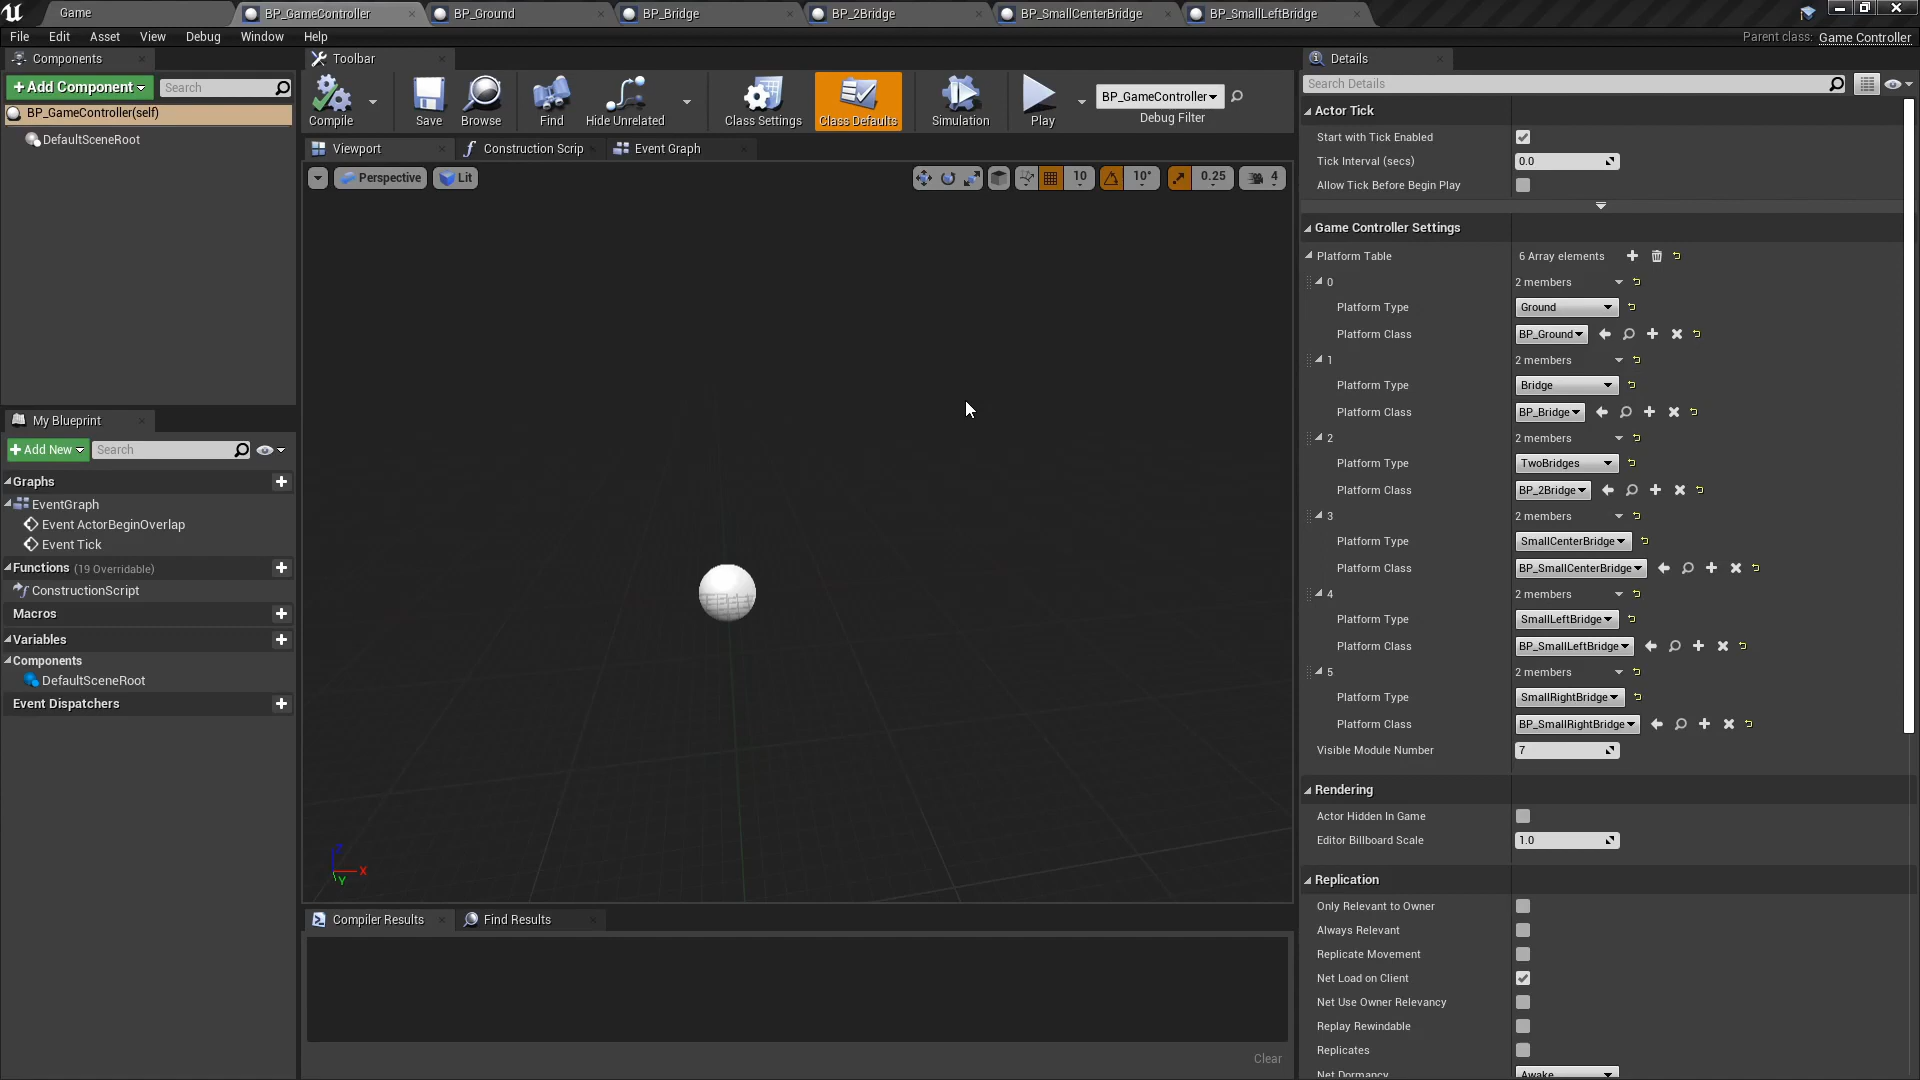 Game
BP_GameController
BP_Ground
BP_Bridge
BP_2Bridge
BP_SmallCenterBridge
BP_SmallLeftBridge
File Edit Asset View Debug Window Help
Parent class: Game Controller
Components
+Add Component
Search
BP_GameController(self)
DefaultSceneRoot
My Blueprint
+Add New
Search
Graphs
EventGraph
Event ActorBeginOverlap
Event Tick
Functions (19 Overridable)
ConstructionScript
Macros
Variables
Components
DefaultSceneRoot
Event Dispatchers
Toolbar
Compile
Save
Browse
Find
Hide Unrelated
Class Settings
Class Defaults
Simulation
Play
BP_GameController
Debug Filter
Viewport
Construction Scrip
Event Graph
Perspective
Lit
10
10°
0.25
4
X
Y
Compiler Results
Find Results
Clear
Details
Search Details
Actor Tick
Start with Tick Enabled
Tick Interval (secs) 0.0
Allow Tick Before Begin Play
Game Controller Settings
Platform Table 6 Array elements
0 2 members
Platform Type Ground
Platform Class BP_Ground
1 2 members
Platform Type Bridge
Platform Class BP_Bridge
2 2 members
Platform Type TwoBridges
Platform Class BP_2Bridge
3 2 members
Platform Type SmallCenterBridge
Platform Class BP_SmallCenterBridge
4 2 members
Platform Type SmallLeftBridge
Platform Class BP_SmallLeftBridge
5 2 members
Platform Type SmallRightBridge
Platform Class BP_SmallRightBridge
Visible Module Number 7
Rendering
Actor Hidden In Game
Editor Billboard Scale 1.0
Replication
Only Relevant to Owner
Always Relevant
Replicate Movement
Net Load on Client
Net Use Owner Relevancy
Replay Rewindable
Replicates
Net Dormancy Awake